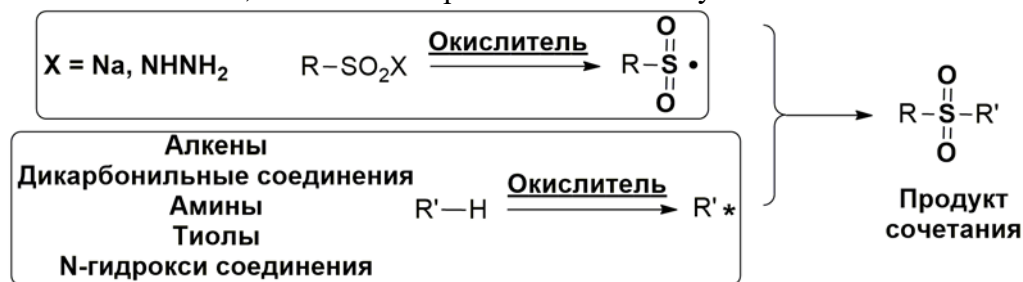 X = Na, NHNH₂
R–SO₂X
Окислитель
O
R–S•
O
Алкены
Дикарбонильные соединения
Амины
Тиолы
N-гидрокси соединения
R'—H
Окислитель
R' *
O
R–S–R'
O
Продукт
сочетания